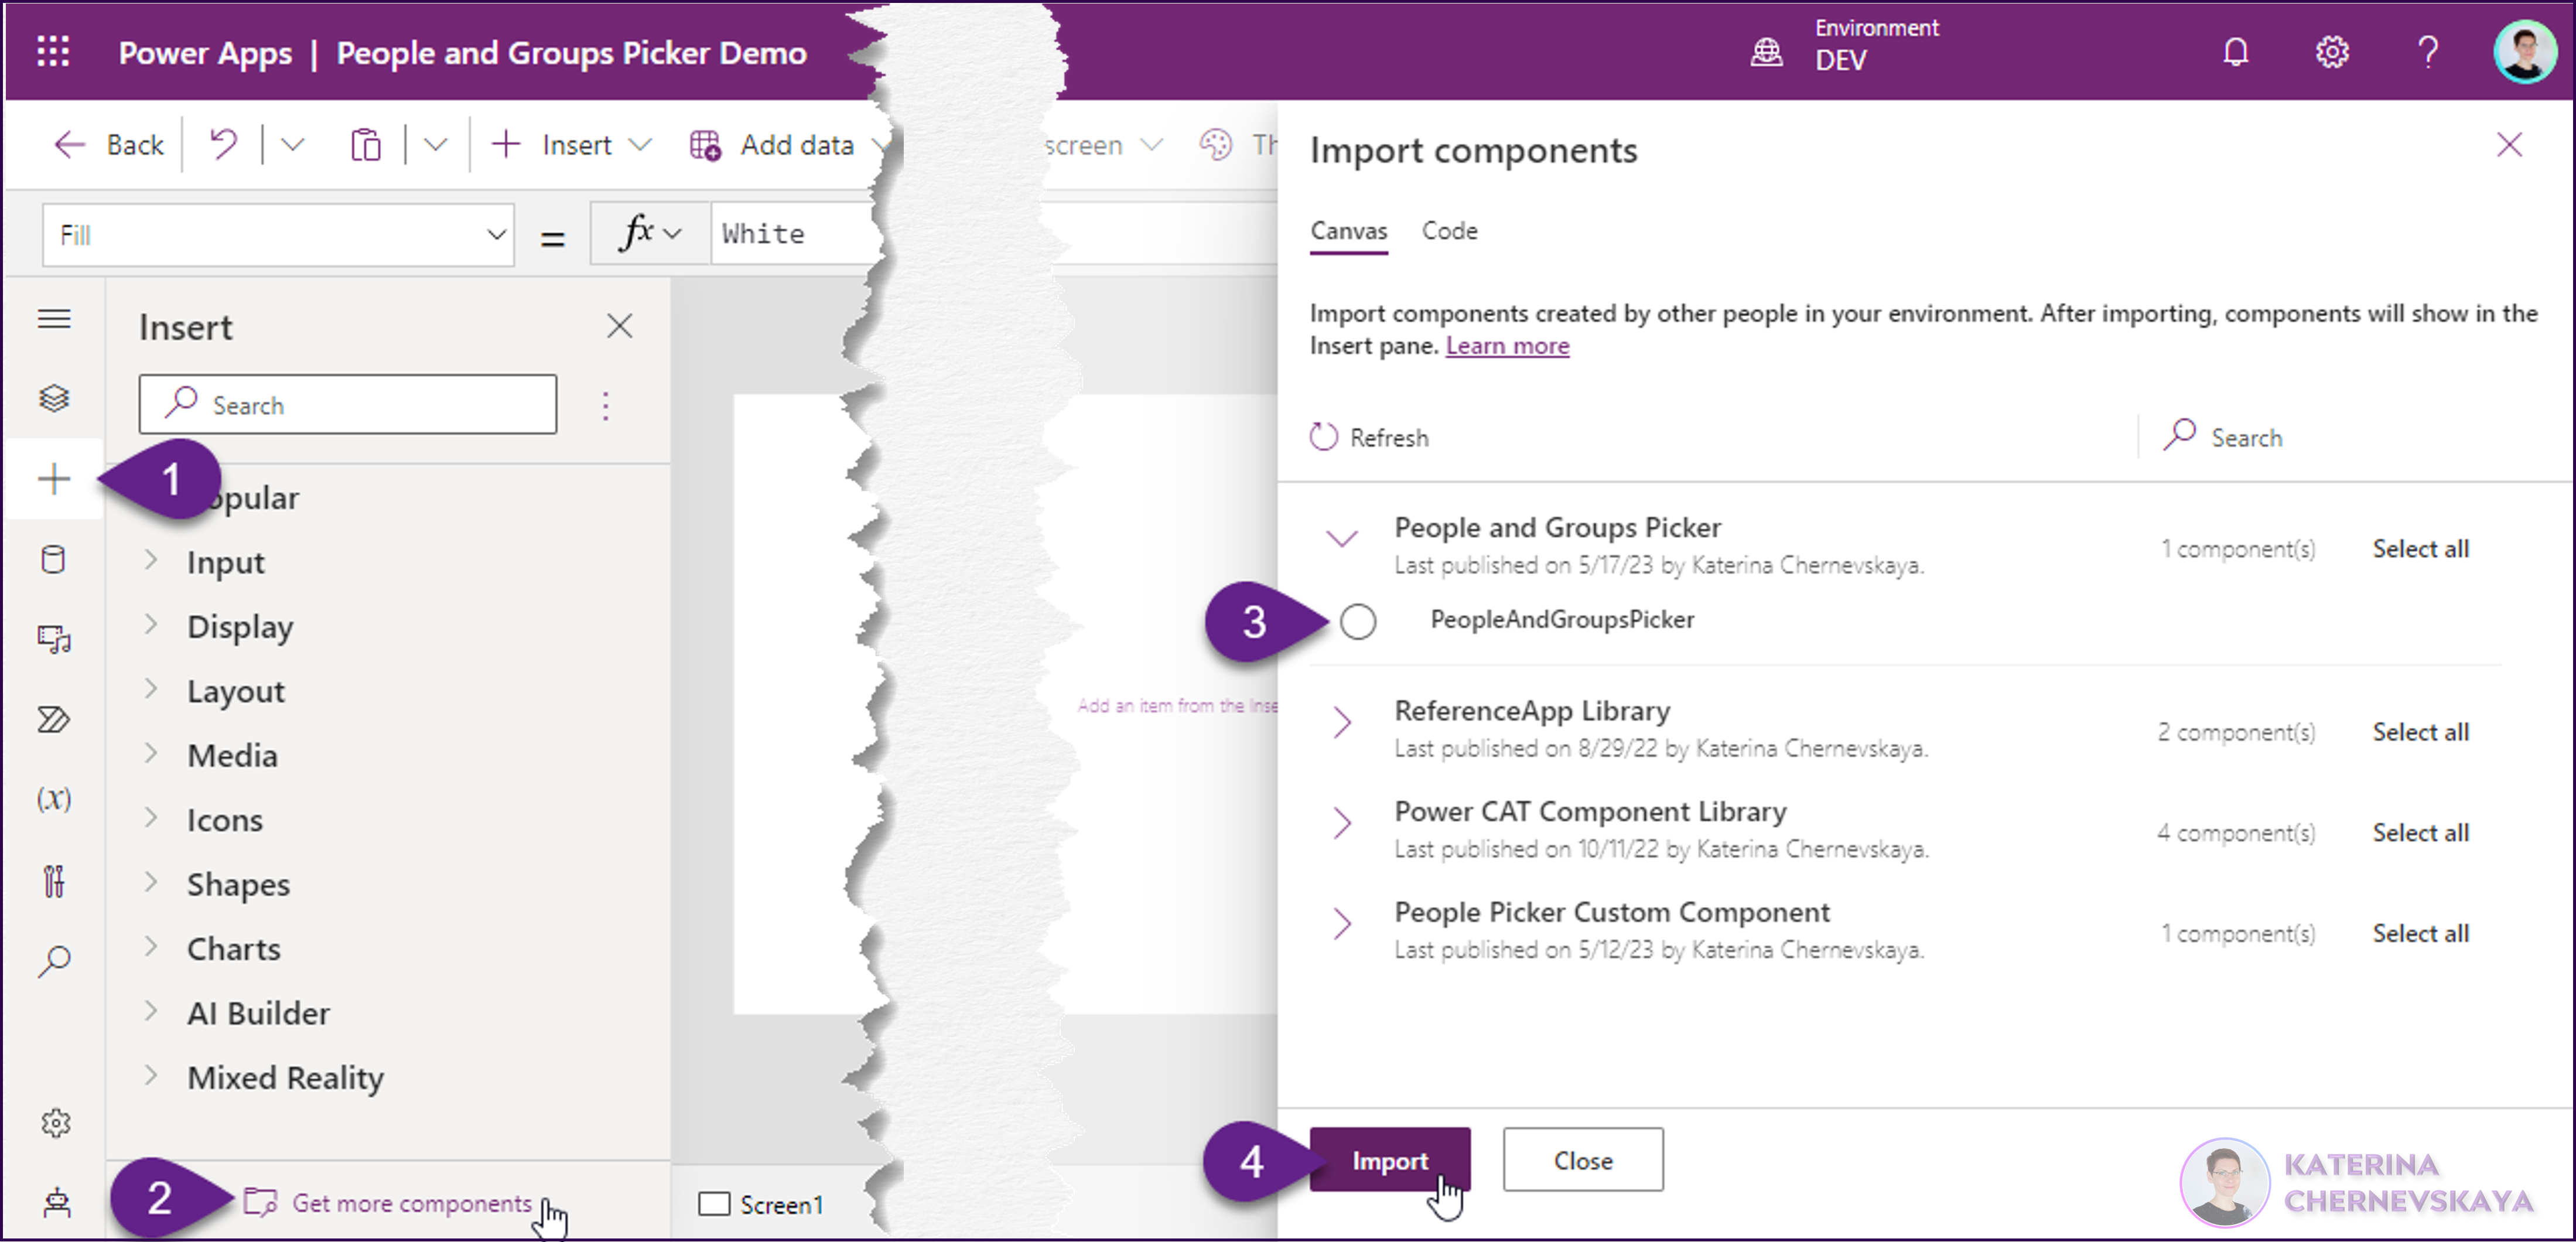 Power Apps | People and Groups Picker Demo
Environment
DEV
Back
Insert
Add data
screen
Th
Fill
=
fx
White
Insert
Search
1
opular
Input
Display
Layout
Media
Icons
Shapes
Charts
AI Builder
Mixed Reality
(x)
2
Get more components
Add an item from the Inse
Screen1
Import components
Canvas
Code
Import components created by other people in your environment. After importing, components will show in the
Insert pane. Learn more
Refresh
Search
People and Groups Picker
Last published on 5/17/23 by Katerina Chernevskaya.
1 component(s)
Select all
3
PeopleAndGroupsPicker
ReferenceApp Library
Last published on 8/29/22 by Katerina Chernevskaya.
2 component(s)
Select all
Power CAT Component Library
Last published on 10/11/22 by Katerina Chernevskaya.
4 component(s)
Select all
People Picker Custom Component
Last published on 5/12/23 by Katerina Chernevskaya.
1 component(s)
Select all
4
Import
Close
KATERINA
CHERNEVSKAYA